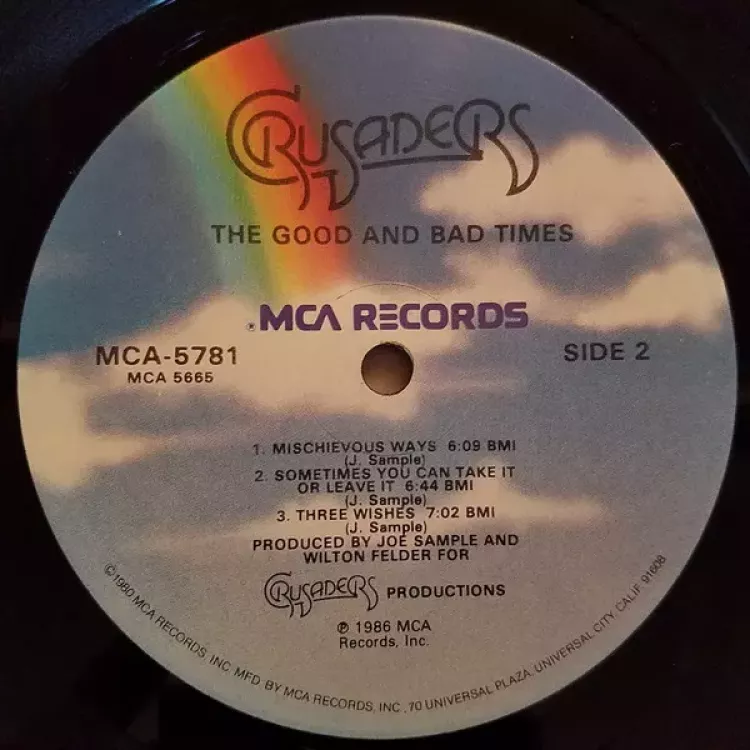 CRUSADERS
THE GOOD AND BAD TIMES
® MCA RECORDS
MCA-5781
MCA 5665
SIDE 2
1. MISCHIEVOUS WAYS 6:09 BMI
(J. Sample)
2. SOMETIMES YOU CAN TAKE IT
OR LEAVE IT 6:44 BMI
(J. Sample)
3. THREE WISHES 7:02 BMI
(J. Sample)
PRODUCED BY JOE SAMPLE AND
WILTON FELDER FOR
CRUSADERS PRODUCTIONS
℗ 1986 MCA
Records, Inc.
©1980 MCA RECORDS, INC. MFD. BY MCA RECORDS, INC., 70 UNIVERSAL PLAZA, UNIVERSAL CITY, CALIF. 91608